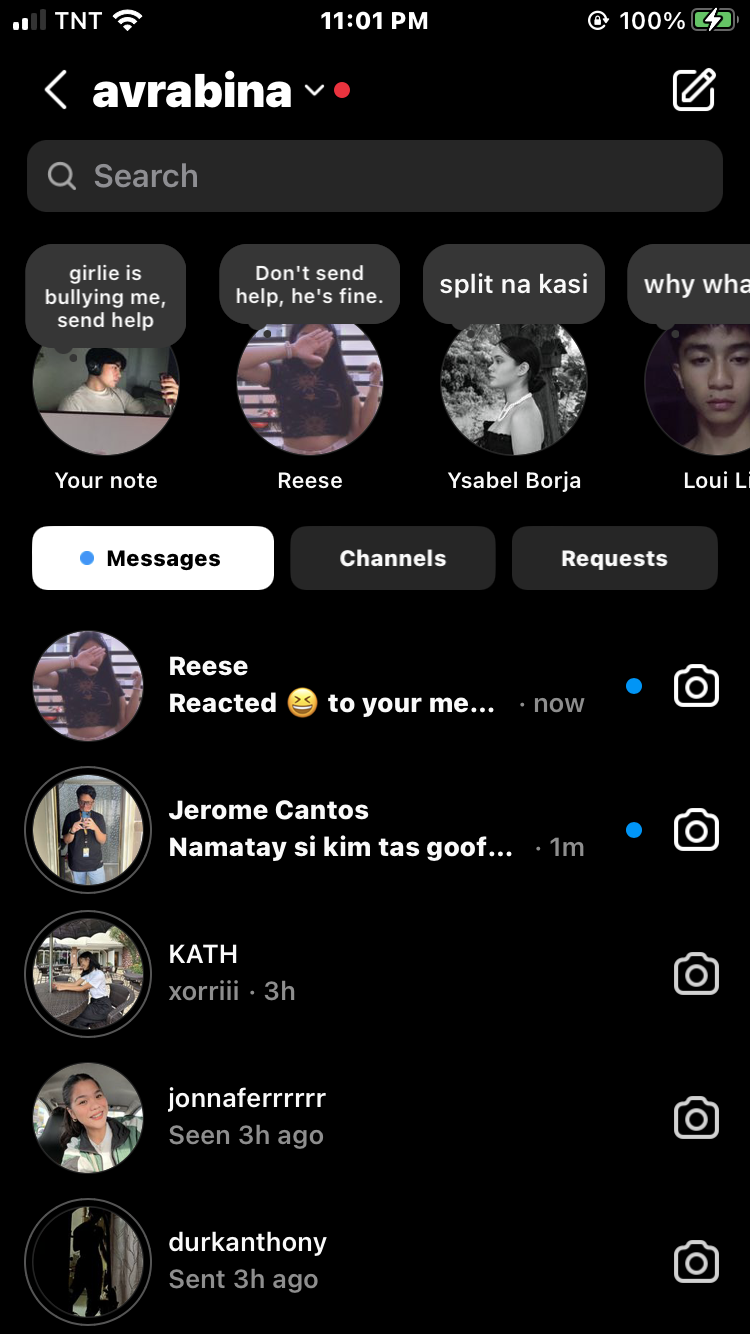 TNT 11:01 PM 100%
avrabina
Search
girlie is
bullying me,
send help
Don't send
help, he's fine.
split na kasi
why wha
Your note
Reese
Ysabel Borja
Loui Li
Messages
Channels
Requests
Reese
Reacted 😆 to your me... · now
Jerome Cantos
Namatay si kim tas goof... · 1m
KATH
xorriii · 3h
jonnaferrrrrr
Seen 3h ago
durkanthony
Sent 3h ago